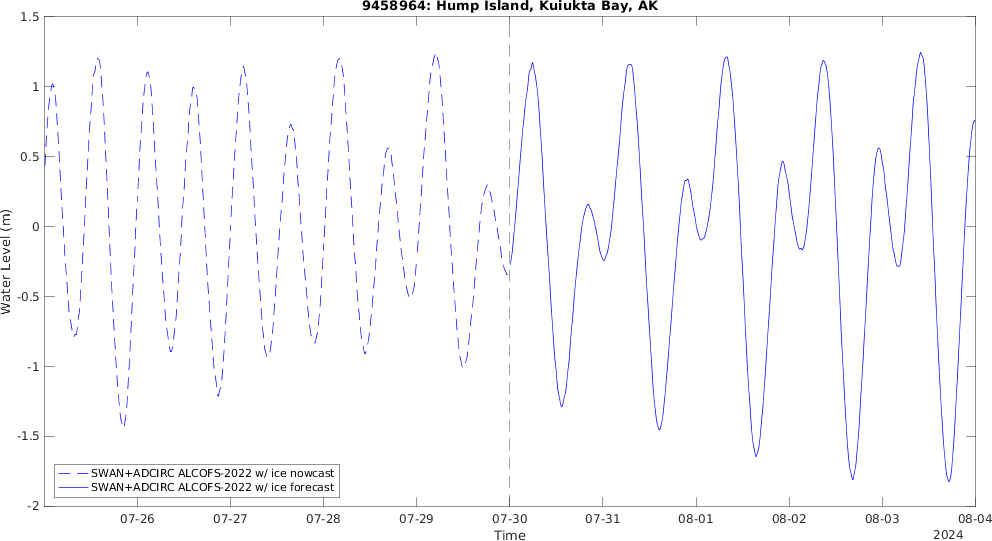 9458964: Hump Island, Kuiukta Bay, AK
Water Level (m)
1.5
1
0.5
0
-0.5
-1
-1.5
-2
SWAN+ADCIRC ALCOFS-2022 w/ ice nowcast
SWAN+ADCIRC ALCOFS-2022 w/ ice forecast
07-26 07-27 07-28 07-29 07-30 07-31 08-01 08-02 08-03 08-04
Time
2024